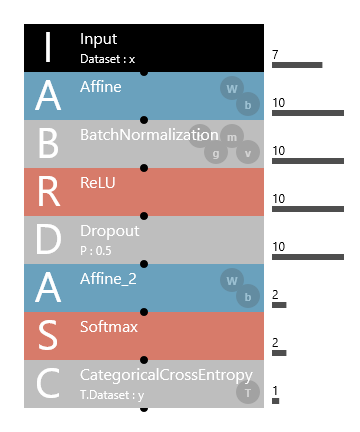 I Input 7
Dataset : x
A Affine W b 10
B BatchNormalization m g v 10
R ReLU 10
D Dropout 10
P : 0.5
A Affine_2 W b 2
S Softmax 2
C CategoricalCrossEntropy T 1
T.Dataset : y